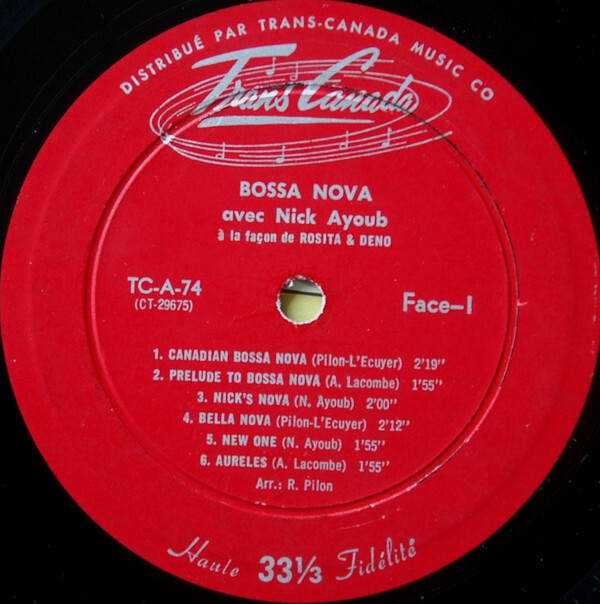 DISTRIBUÉ PAR TRANS-CANADA MUSIC CO
Trans Canada
BOSSA NOVA
avec Nick Ayoub
à la façon de ROSITA & DENO
TC-A-74
(CT-29675)
Face-I
1. CANADIAN BOSSA NOVA (Pilon-L'Ecuyer) 2'19"
2. PRELUDE TO BOSSA NOVA (A. Lacombe) 1'55"
3. NICK'S NOVA (N. Ayoub) 2'00"
4. BELLA NOVA (Pilon-L'Ecuyer) 2'12"
5. NEW ONE (N. Ayoub) 1'55"
6. AURELES (A. Lacombe) 1'55"
Arr.: R. Pilon
Haute 33⅓ Fidélité